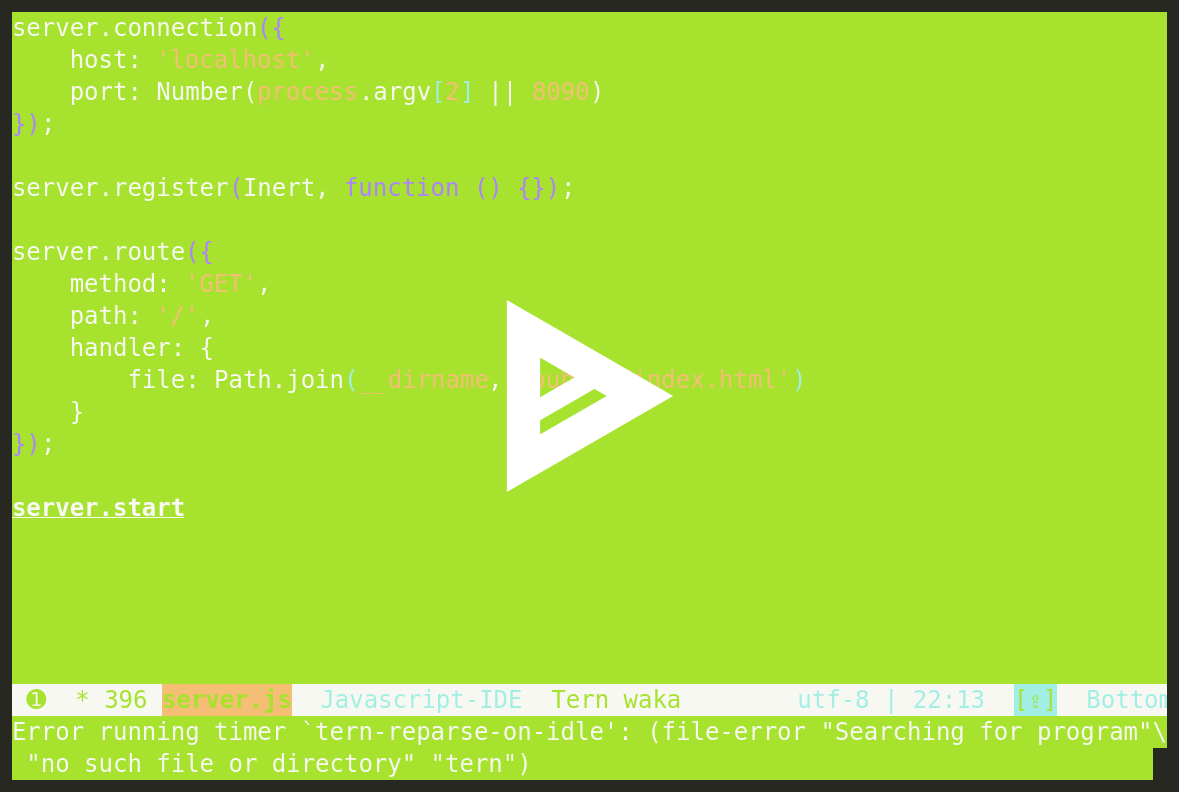 server.connection({
    host: 'localhost',
    port: Number(process.argv[2] || 8090)
});
server.register(Inert, function () {});
server.route({
    method: 'GET',
    path: '/',
    handler: {
        file: Path.join(__dirname, index.html')
    }
});
server.start
❶  * 396 server.js  Javascript-IDE  Tern waka  utf-8 | 22:13  [⇪]  Bottom
Error running timer `tern-reparse-on-idle': (file-error "Searching for program"\
 "no such file or directory" "tern")